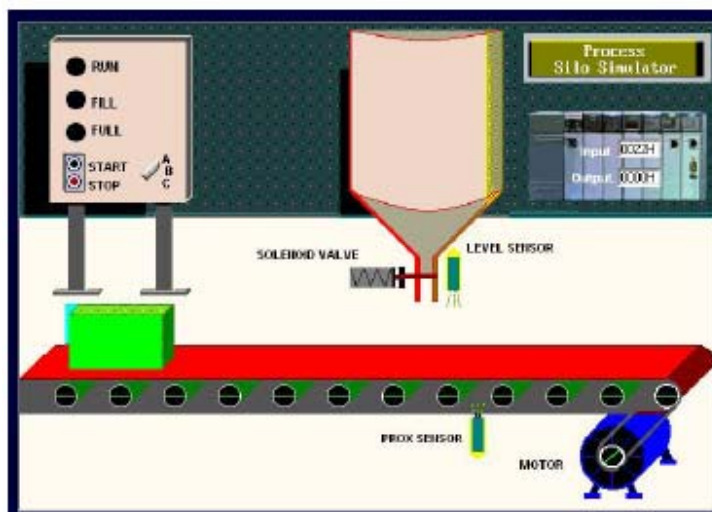 RUN
FILL
FULL
START
STOP
A
B
C
Process
Silo Simulator
Input 0022H
Output 0000H
SOLENOID VALVE
LEVEL SENSOR
PROX SENSOR
MOTOR